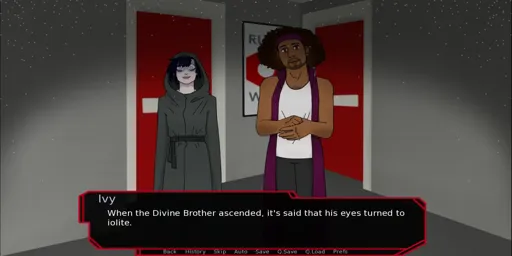 RU
W
Ivy
When the Divine Brother ascended, it's said that his eyes turned to
iolite.
Back History Skip Auto Save Q.Save Q.Load Prefs